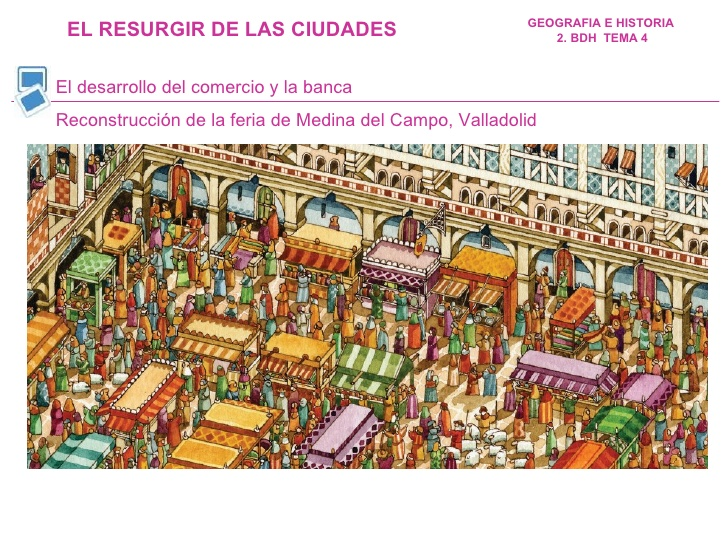 EL RESURGIR DE LAS CIUDADES
GEOGRAFIA E HISTORIA
2. BDH TEMA 4
El desarrollo del comercio y la banca
Reconstrucción de la feria de Medina del Campo, Valladolid